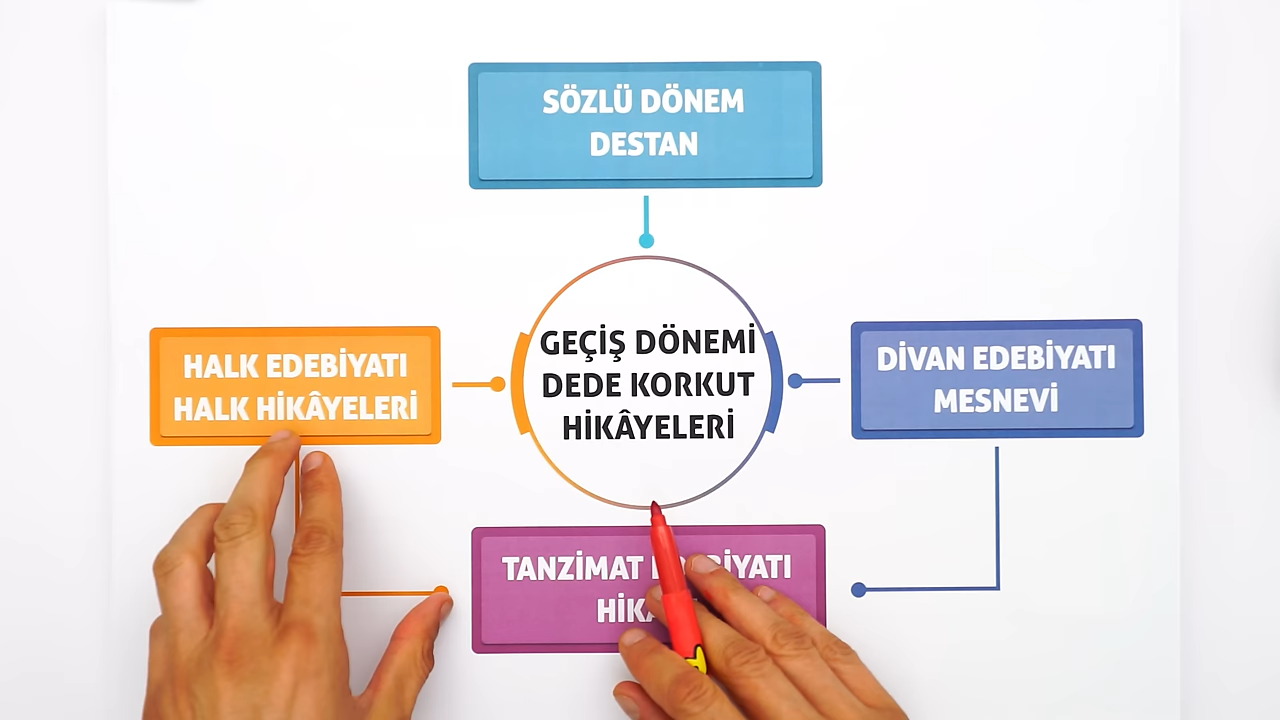 SÖZLÜ DÖNEM
DESTAN
GEÇİŞ DÖNEMİ
DEDE KORKUT
HİKÂYELERİ
HALK EDEBİYATI
HALK HİKÂYELERİ
DİVAN EDEBİYATI
MESNEVİ
TANZİMAT